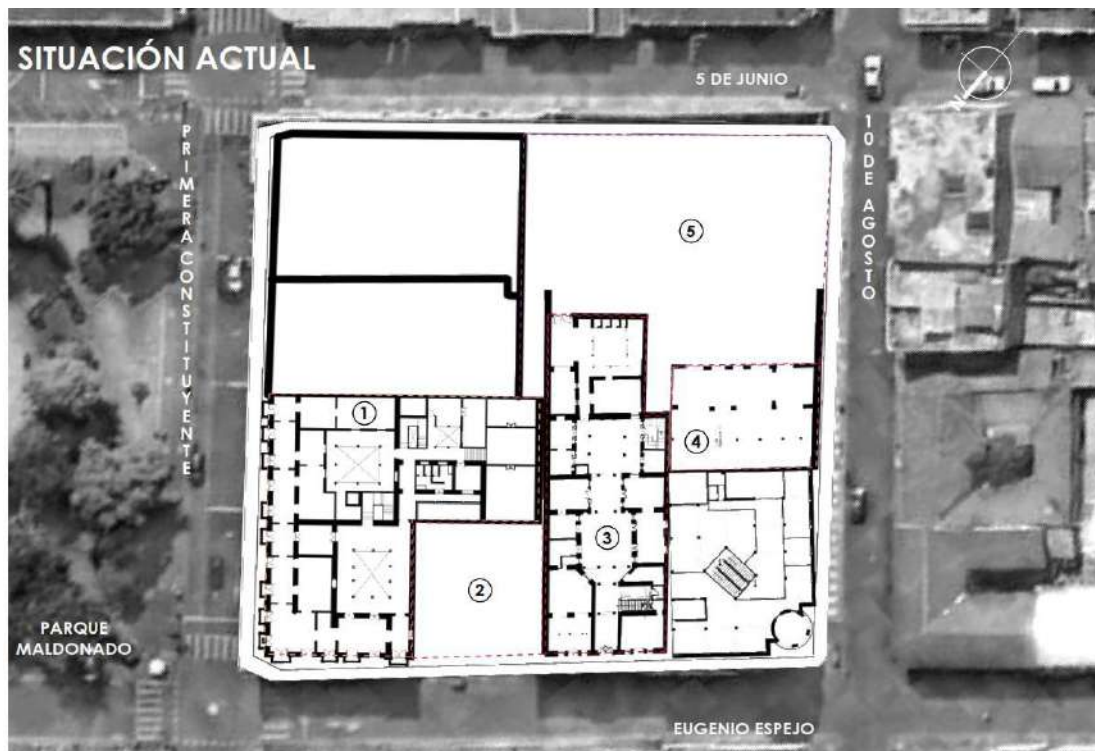 SITUACIÓN ACTUAL
5 DE JUNIO
N
PRIMERA CONSTITUYENTE
10 DE AGOSTO
5
1
4
3
2
PARQUE
MALDONADO
EUGENIO ESPEJO